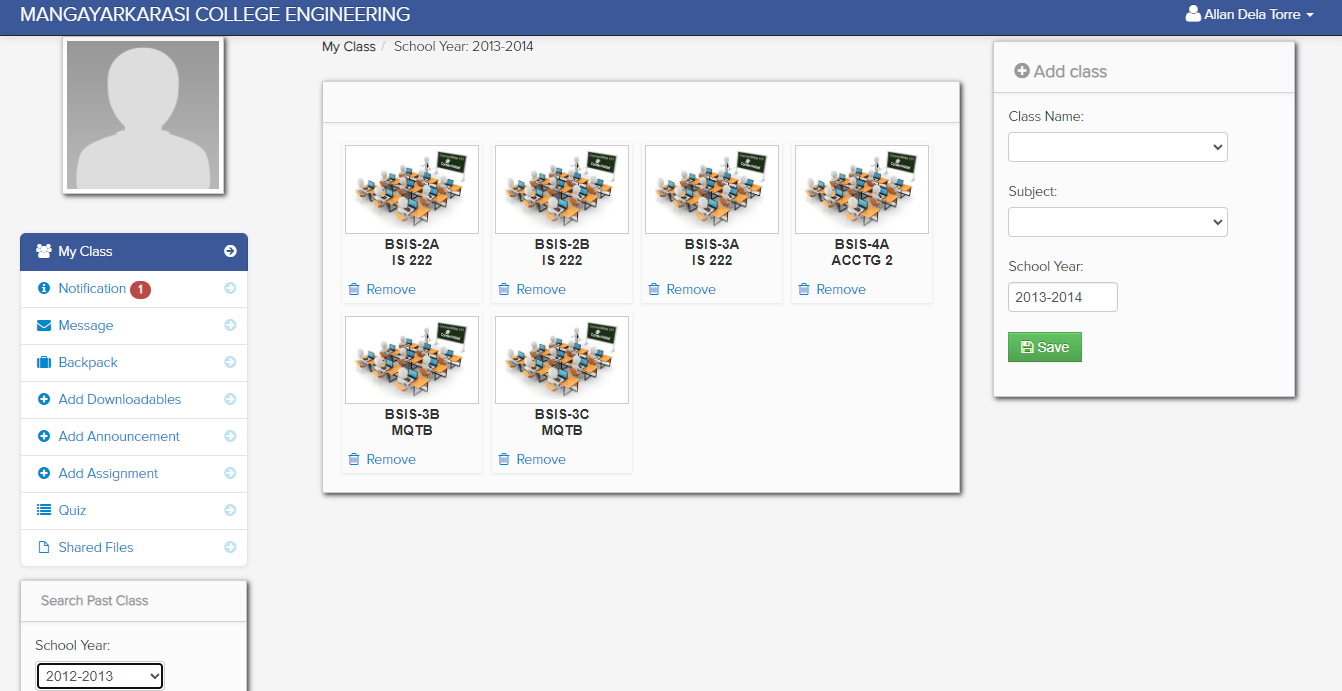 MANGAYARKARASI COLLEGE ENGINEERING
Allan Dela Torre
My Class / School Year: 2013-2014
My Class
Notification 1
Message
Backpack
Add Downloadables
Add Announcement
Add Assignment
Quiz
Shared Files
Search Past Class
School Year:
2012-2013
BSIS-2A
IS 222
Remove
BSIS-2B
IS 222
Remove
BSIS-3A
IS 222
Remove
BSIS-4A
ACCTG 2
Remove
BSIS-3B
MQTB
Remove
BSIS-3C
MQTB
Remove
Add class
Class Name:
Subject:
School Year:
2013-2014
Save